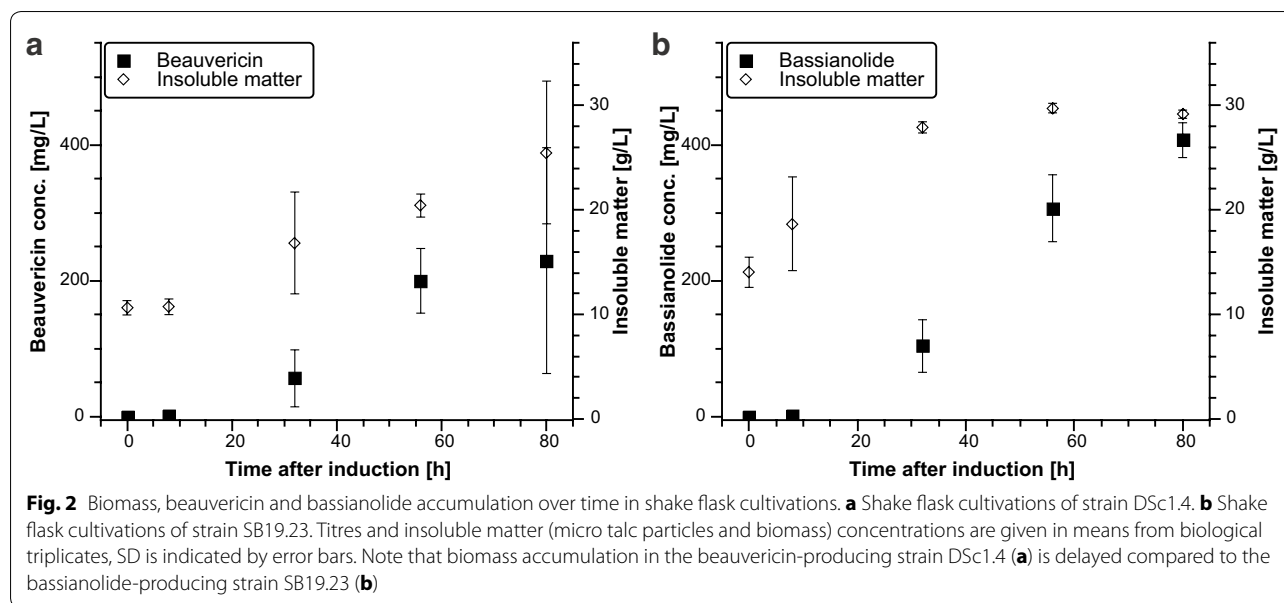 a
Beauvericin
Insoluble matter
Beauvericin conc. [mg/L]
400
200
0
30
20
10
0
Insoluble matter [g/L]
0 20 40 60 80
Time after induction [h]
b
Bassianolide
Insoluble matter
Bassianolide conc. [mg/L]
400
200
0
30
20
10
0
Insoluble matter [g/L]
0 20 40 60 80
Time after induction [h]
Fig. 2 Biomass, beauvericin and bassianolide accumulation over time in shake flask cultivations. a Shake flask cultivations of strain DSc1.4. b Shake
flask cultivations of strain SB19.23. Titres and insoluble matter (micro talc particles and biomass) concentrations are given in means from biological
triplicates, SD is indicated by error bars. Note that biomass accumulation in the beauvericin-producing strain DSc1.4 (a) is delayed compared to the
bassianolide-producing strain SB19.23 (b)